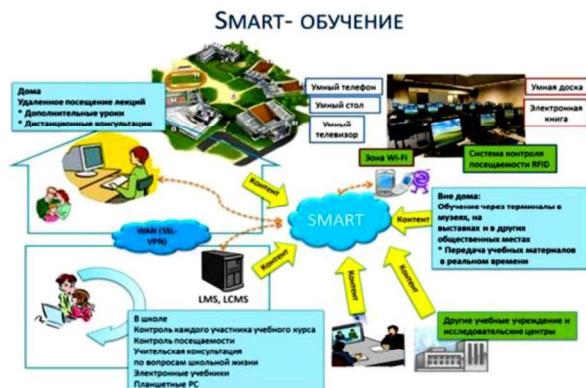 SMART- ОБУЧЕНИЕ
Дома
Удаленное посещение лекций
* Дополнительные уроки
* Дистанционные консультации
Умный телефон
Умный стол
Умный
телевизор
Умная доска
Электронная
книга
Зона Wi-Fi
Система контроля
посещаемости RFID
Контент
SMART
Контент
Вне дома:
Обучение через терминалы в
музеях, на
выставках и в других
общественных местах
* Передача учебных материалов
в реальном времени
WAN (SSL-
VPN)
Контент
LMS, LCMS
Контент
Контент
В школе
Контроль каждого участника учебного курса
Контроль посещаемости
Учительская консультация
по вопросам школьной жизни
Электронные учебники
Планшетные PC
Другие учебные учреждение и
исследовательские центры